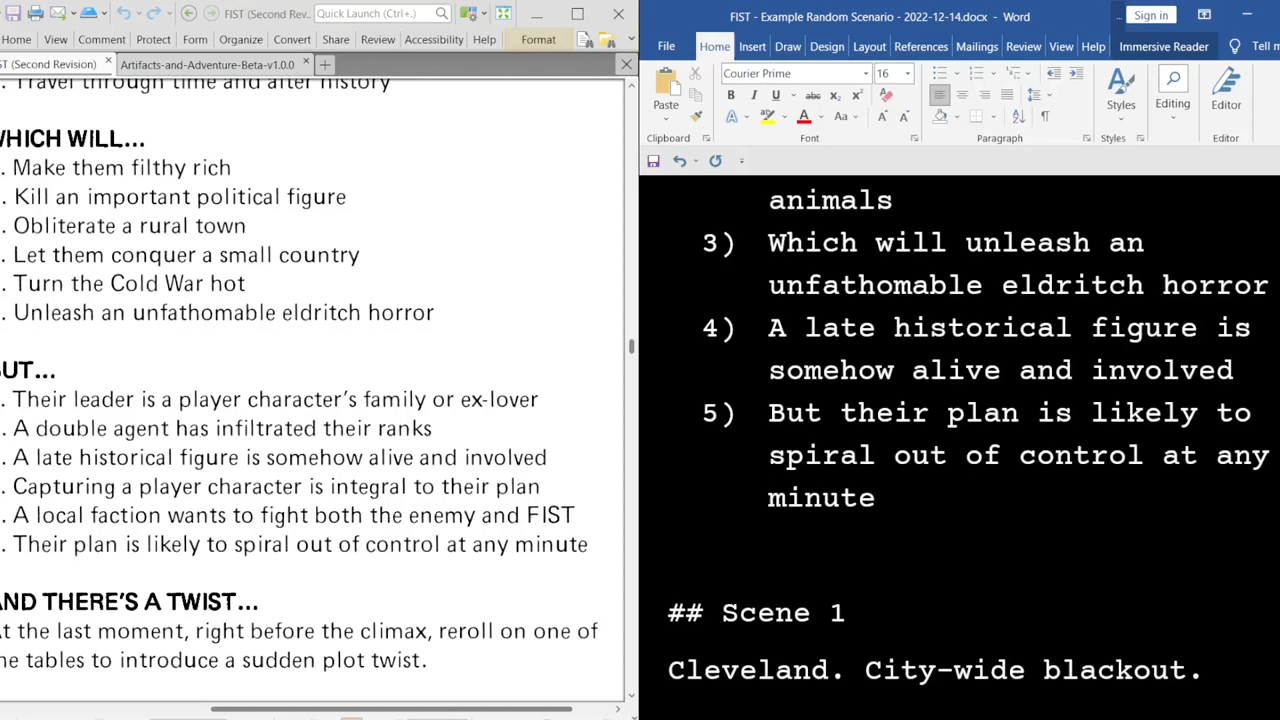 FIST (Second Rev...
Quick Launch (Ctrl+.)
Home View Comment Protect Form Organize Convert Share Review Accessibility Help Format
ST (Second Revision) × Artifacts-and-Adventure-Beta-v1.0.0 ×
. Travel through time and alter history
WHICH WILL...
. Make them filthy rich
. Kill an important political figure
. Obliterate a rural town
. Let them conquer a small country
. Turn the Cold War hot
. Unleash an unfathomable eldritch horror
BUT...
. Their leader is a player character's family or ex-lover
. A double agent has infiltrated their ranks
. A late historical figure is somehow alive and involved
. Capturing a player character is integral to their plan
. A local faction wants to fight both the enemy and FIST
. Their plan is likely to spiral out of control at any minute
AND THERE'S A TWIST...
At the last moment, right before the climax, reroll on one of
the tables to introduce a sudden plot twist.
FIST - Example Random Scenario - 2022-12-14.docx - Word
... Sign in
File Home Insert Draw Design Layout References Mailings Review View Help Immersive Reader Tell m
Courier Prime 16
Paste B I U abc x₂ x² Styles Editing Editor
A A Aa A A
Clipboard Font Paragraph Styles Editor
animals
3) Which will unleash an
unfathomable eldritch horror
4) A late historical figure is
somehow alive and involved
5) But their plan is likely to
spiral out of control at any
minute
## Scene 1
Cleveland. City-wide blackout.